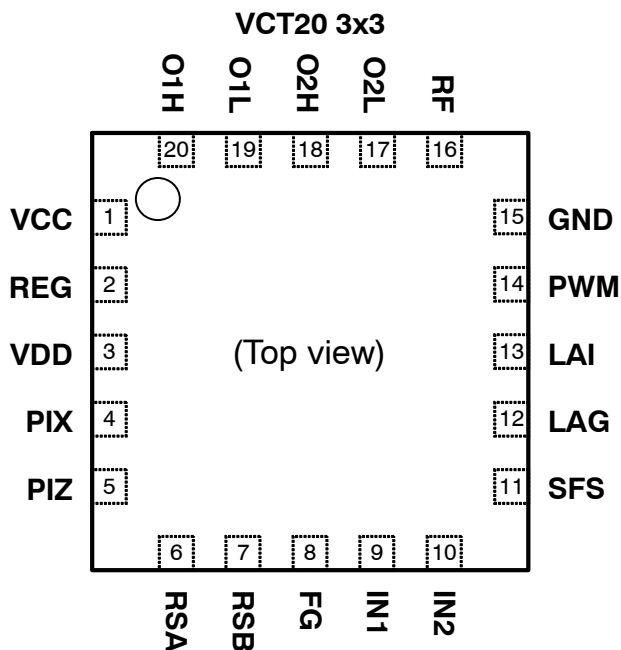 VCT20 3x3
O1H O1L O2H O2L RF
20 19 18 17 16
VCC 1 15 GND
REG 2 14 PWM
VDD 3 (Top view) 13 LAI
PIX 4 12 LAG
PIZ 5 11 SFS
6 7 8 9 10
RSA RSB FG IN1 IN2